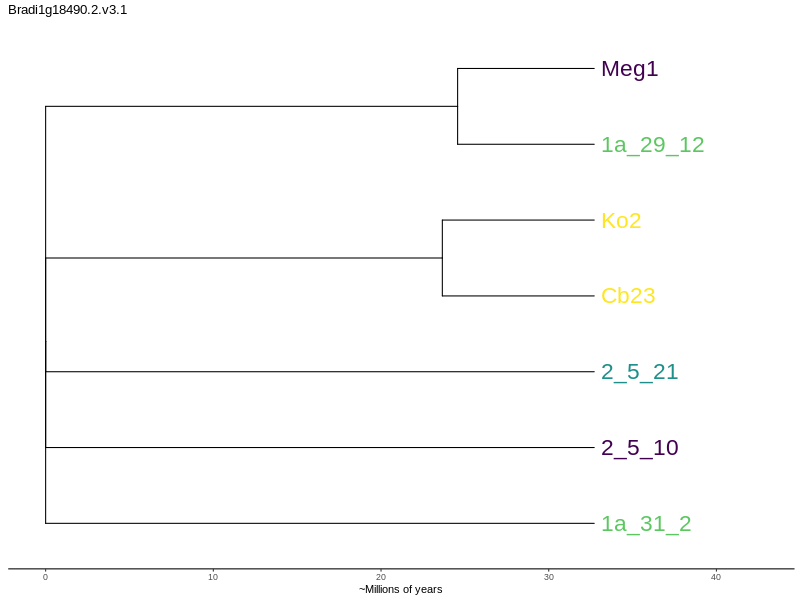 Bradi1g18490.2.v3.1
Meg1
1a_29_12
Ko2
Cb23
2_5_21
2_5_10
1a_31_2
0 10 20 30 40
~Millions of years